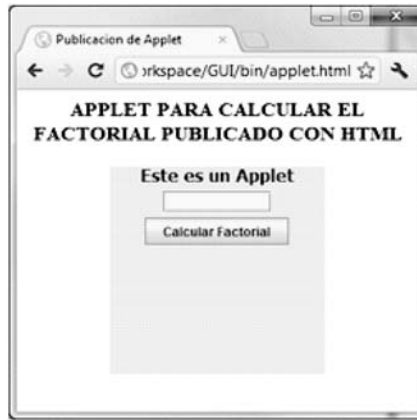 Publicacion de Applet
orkspace/GUI/bin/applet.html
APPLET PARA CALCULAR EL
FACTORIAL PUBLICADO CON HTML
Este es un Applet
Calcular Factorial